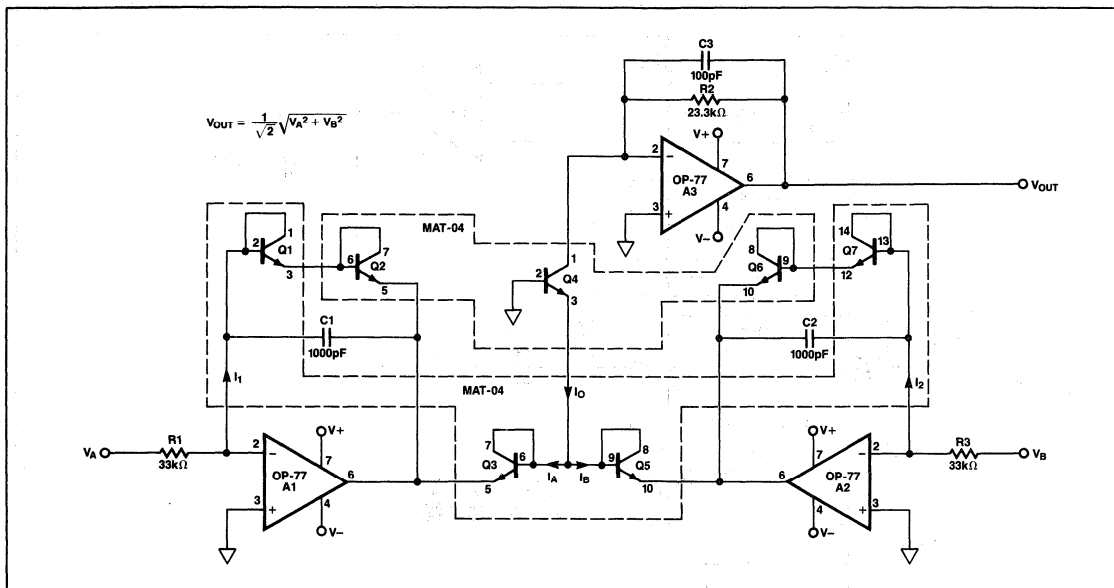 C3
100pF
R2
23.3kΩ
V_OUT = 1/√2 √V_A² + V_B²
V+
7
2
−
OP-77
A3
6
V_OUT
3
+
4
V−
MAT-04
1
2
Q1
3
7
6
Q2
5
1
2
Q4
3
8
9
Q6
10
14
13
Q7
12
C1
1000pF
C2
1000pF
I₁
MAT-04
I_O
I₂
V_A
R1
33kΩ
2
−
V+
7
OP-77
A1
6
3
+
4
V−
7
6
Q3
5
I_A
I_B
8
9
Q5
10
V+
7
2
−
6
OP-77
A2
3
+
4
V−
R3
33kΩ
V_B